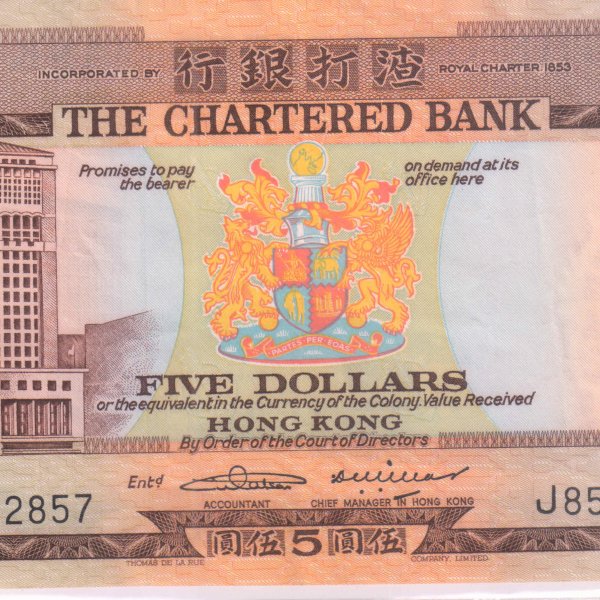 INCORPORATED BY 行銀打渣 ROYAL CHARTER 1853
THE CHARTERED BANK
Promises to pay the bearer
on demand at its office here
FIVE DOLLARS
or the equivalent in the Currency of the Colony. Value Received
HONG KONG
By Order of the Court of Directors
Entd
ACCOUNTANT CHIEF MANAGER IN HONG KONG
2857 J85
圓伍5圓伍
THOMAS DE LA RUE COMPANY, LIMITED.